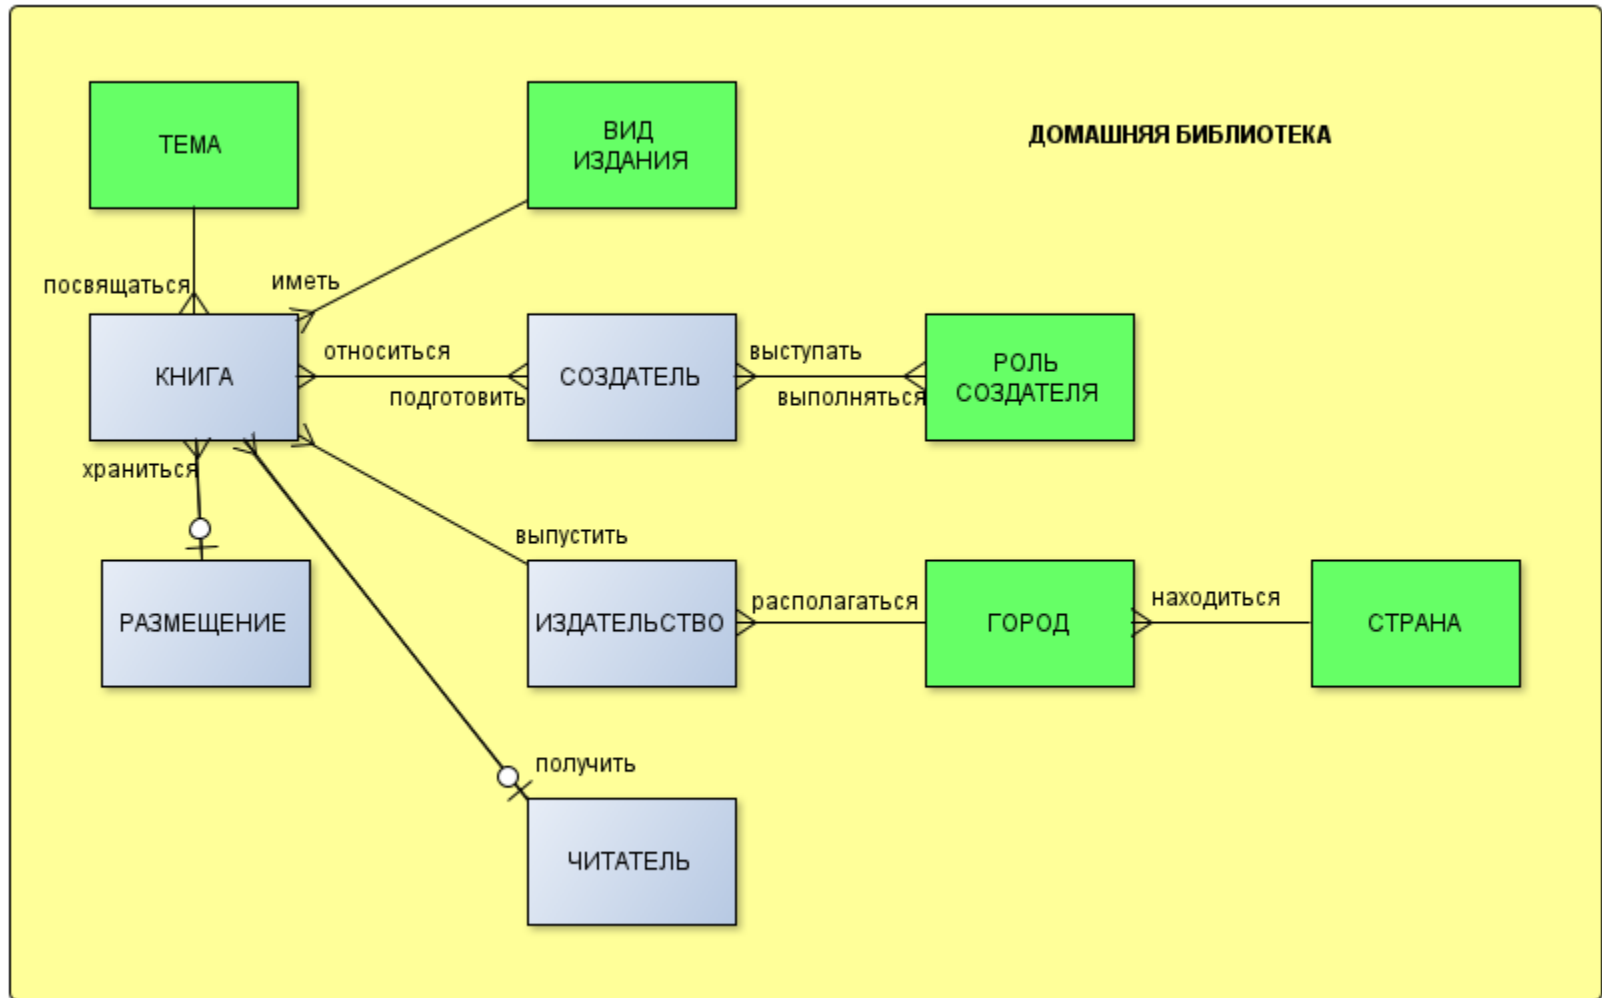 ТЕМА
ВИД
ИЗДАНИЯ
ДОМАШНЯЯ БИБЛИОТЕКА
посвящаться
иметь
КНИГА
относиться
подготовить
СОЗДАТЕЛЬ
выступать
выполняться
РОЛЬ
СОЗДАТЕЛЯ
храниться
выпустить
РАЗМЕЩЕНИЕ
ИЗДАТЕЛЬСТВО
располагаться
ГОРОД
находиться
СТРАНА
получить
ЧИТАТЕЛЬ